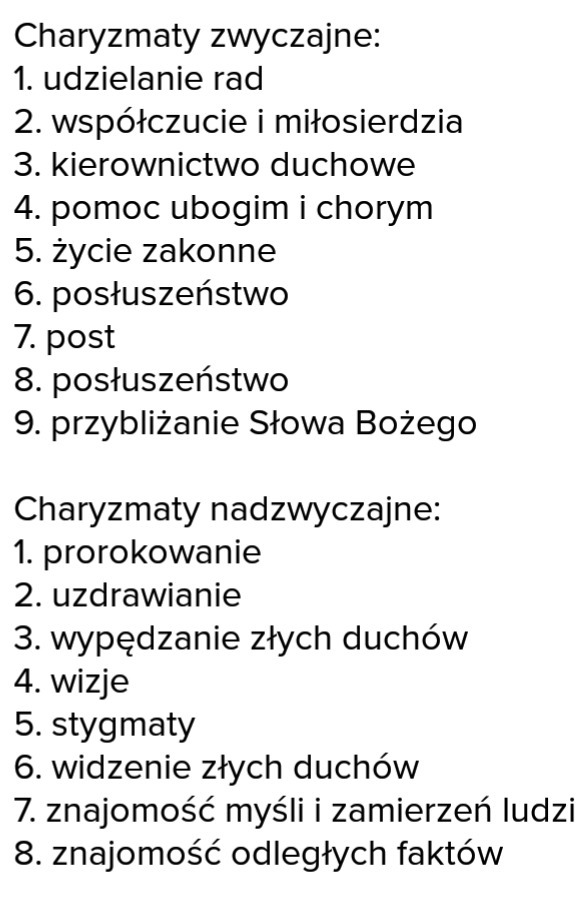 Charyzmaty zwyczajne:
1. udzielanie rad
2. współczucie i miłosierdzia
3. kierownictwo duchowe
4. pomoc ubogim i chorym
5. życie zakonne
6. posłuszeństwo
7. post
8. posłuszeństwo
9. przybliżanie Słowa Bożego

Charyzmaty nadzwyczajne:
1. prorokowanie
2. uzdrawianie
3. wypędzanie złych duchów
4. wizje
5. stygmaty
6. widzenie złych duchów
7. znajomość myśli i zamierzeń ludzi
8. znajomość odległych faktów